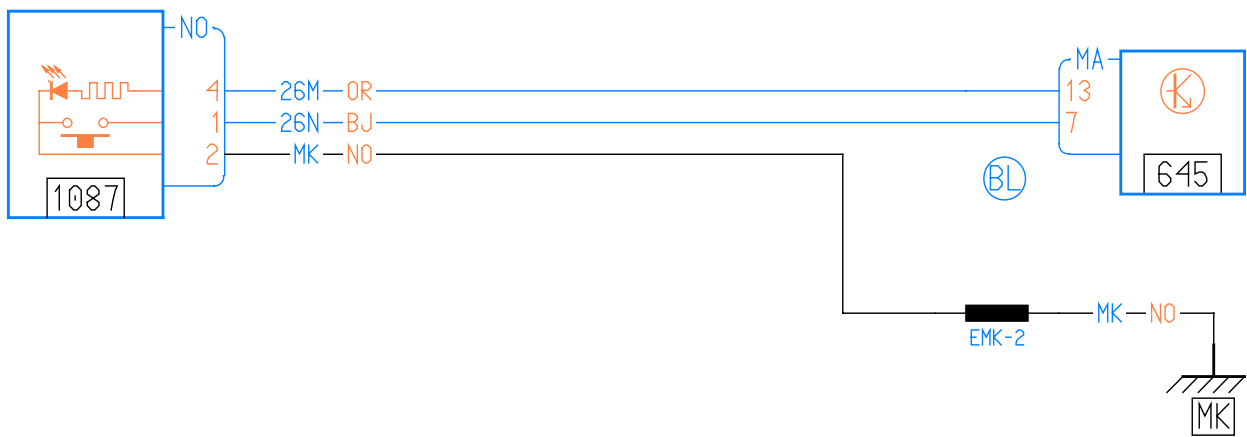 NO
MA
4 26M OR 13
1 26N BJ 7
2 MK NO
BL
645
1087
MK NO
EMK-2
MK